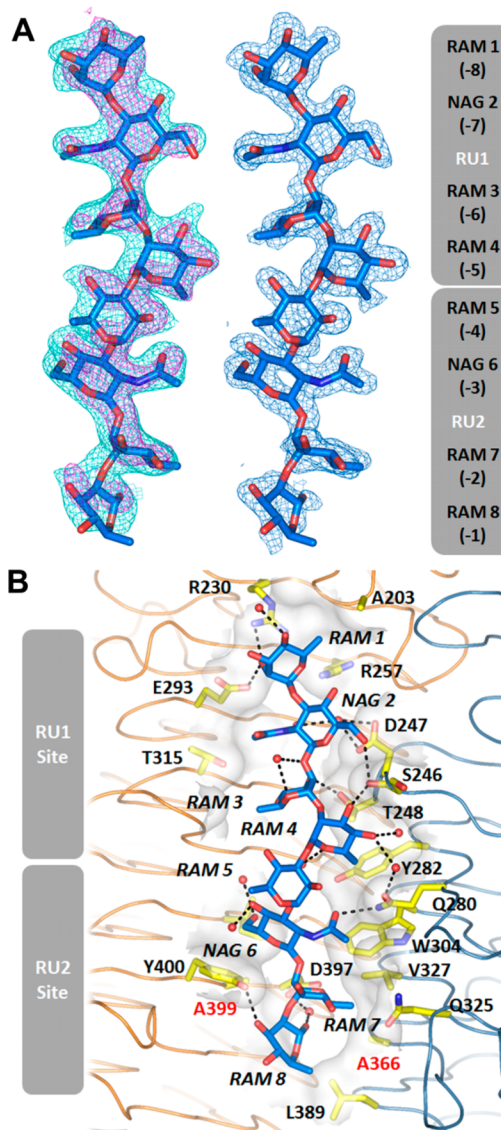 A
RAM 1
(-8)
NAG 2
(-7)
RU1
RAM 3
(-6)
RAM 4
(-5)
RAM 5
(-4)
NAG 6
(-3)
RU2
RAM 7
(-2)
RAM 8
(-1)
B
R230
A203
RAM 1
R257
E293
NAG 2
D247
RU1
Site
T315
S246
RAM 3
T248
RAM 4
Y282
RAM 5
Q280
RU2
Site
NAG 6
W304
Y400
D397
V327
A399
RAM 7
Q325
RAM 8
A366
L389